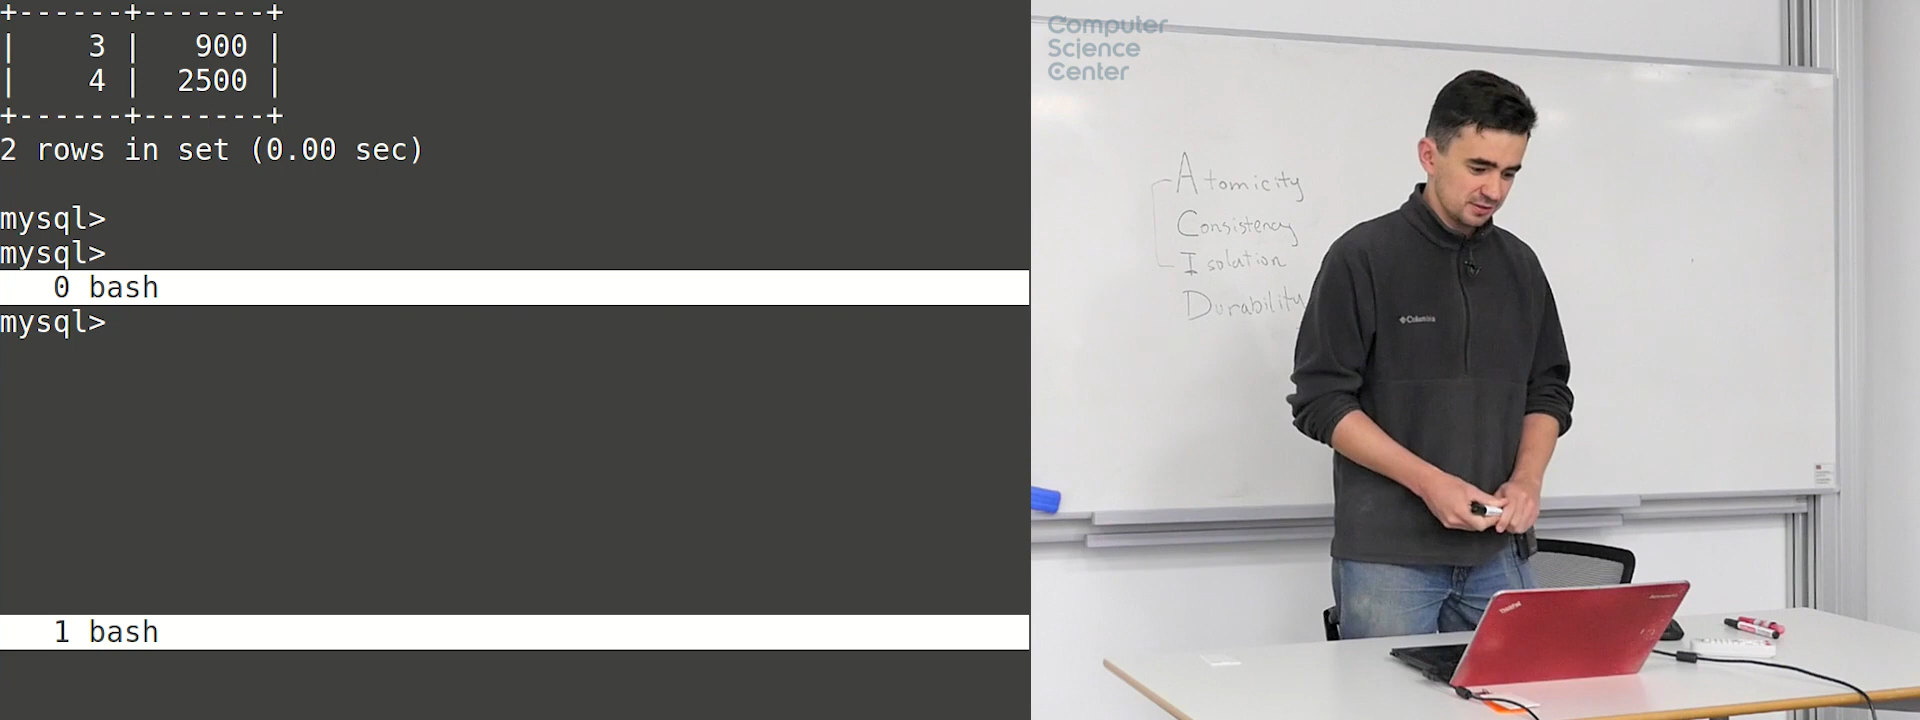 +------+-------+
|    3 |   900 |
|    4 |  2500 |
+------+-------+
2 rows in set (0.00 sec)
mysql>
mysql>
0 bash
mysql>
1 bash
Computer
Science
Center
Atomicity
Consistency
Isolation
Durability
Columbia
ThinkPad